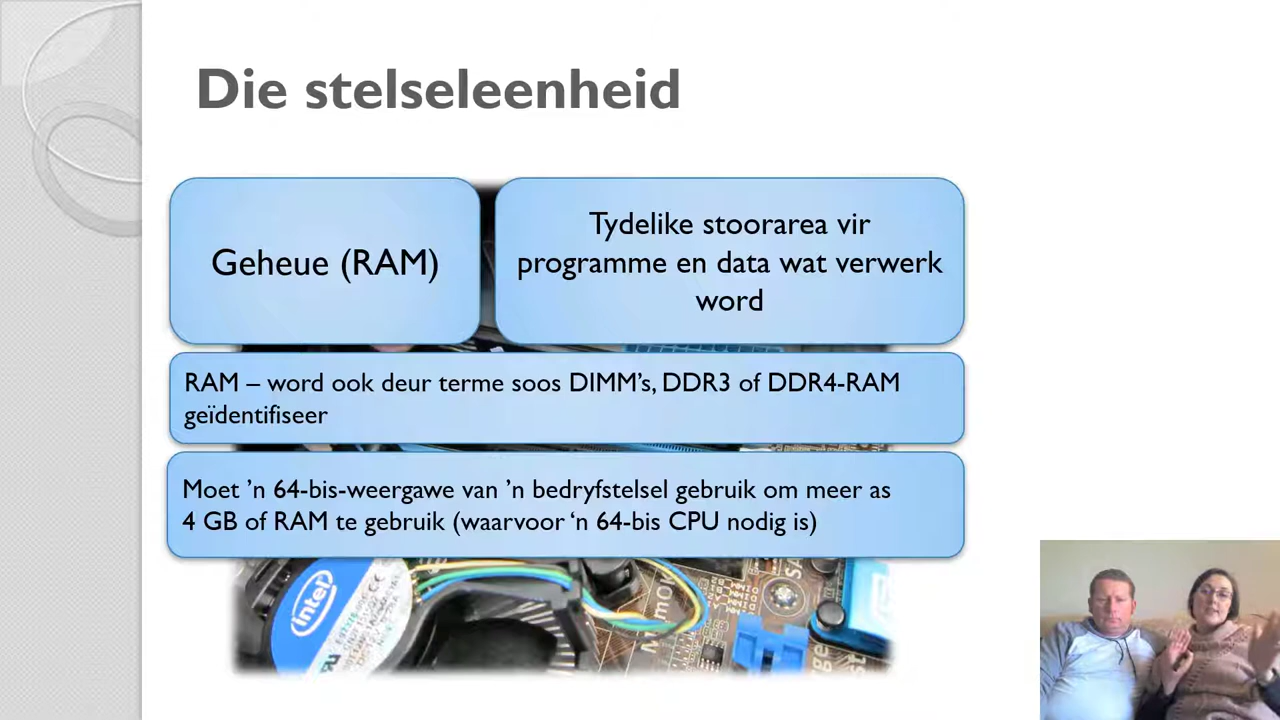 Die stelseleenheid
Geheue (RAM)
Tydelike stoorarea vir
programme en data wat verwerk
word
RAM – word ook deur terme soos DIMM’s, DDR3 of DDR4-RAM
geïdentifiseer
Moet ’n 64-bis-weergawe van ’n bedryfstelsel gebruik om meer as
4 GB of RAM te gebruik (waarvoor ‘n 64-bis CPU nodig is)
intel